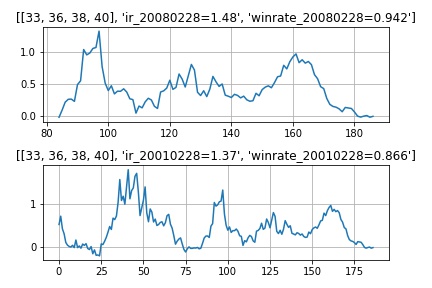 [[33, 36, 38, 40], 'ir_20080228=1.48', 'winrate_20080228=0.942']
1.0
0.5
0.0
80 100 120 140 160 180
[[33, 36, 38, 40], 'ir_20010228=1.37', 'winrate_20010228=0.866']
1
0
0 25 50 75 100 125 150 175